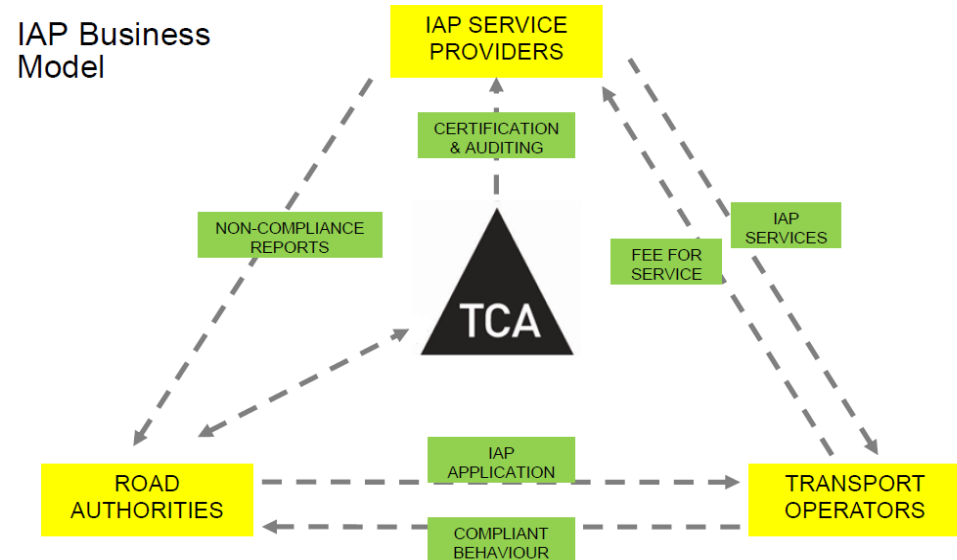 IAP Business
Model
IAP SERVICE
PROVIDERS
CERTIFICATION
& AUDITING
NON-COMPLIANCE
REPORTS
IAP
SERVICES
FEE FOR
SERVICE
TCA
IAP
APPLICATION
ROAD
AUTHORITIES
TRANSPORT
OPERATORS
COMPLIANT
BEHAVIOUR